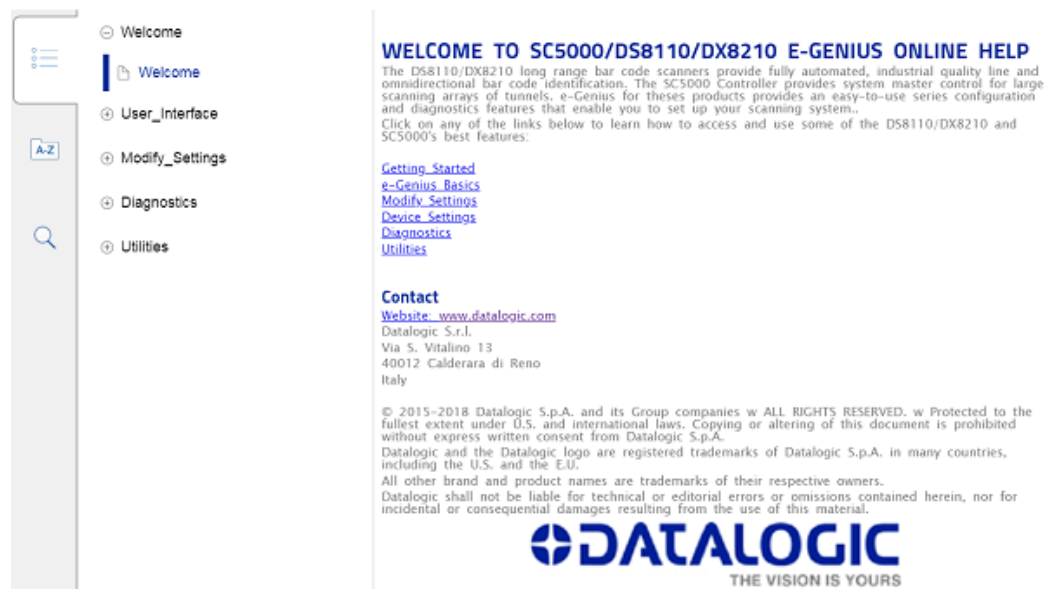 Welcome
Welcome
User_Interface
Modify_Settings
A-Z
Diagnostics
Utilities
WELCOME TO SC5000/DS8110/DX8210 E-GENIUS ONLINE HELP
The DS8110/DX8210 long range bar code scanners provide fully automated, industrial quality line and
omnidirectional bar code identification. The SC5000 Controller provides system master control for large
scanning arrays of tunnels. e-Genius for theses products provides an easy-to-use series configuration
and diagnostics features that enable you to set up your scanning system..
Click on any of the links below to learn how to access and use some of the DS8110/DX8210 and
SC5000's best features:
Getting Started
e-Genius Basics
Modify Settings
Device Settings
Diagnostics
Utilities
Contact
Website: www.datalogic.com
Datalogic S.r.l.
Via S. Vitalino 13
40012 Calderara di Reno
Italy
© 2015-2018 Datalogic S.p.A. and its Group companies w ALL RIGHTS RESERVED. w Protected to the
fullest extent under U.S. and international laws. Copying or altering of this document is prohibited
without express written consent from Datalogic S.p.A.
Datalogic and the Datalogic logo are registered trademarks of Datalogic S.p.A. in many countries,
including the U.S. and the E.U.
All other brand and product names are trademarks of their respective owners.
Datalogic shall not be liable for technical or editorial errors or omissions contained herein, nor for
incidental or consequential damages resulting from the use of this material.
DATALOGIC
THE VISION IS YOURS